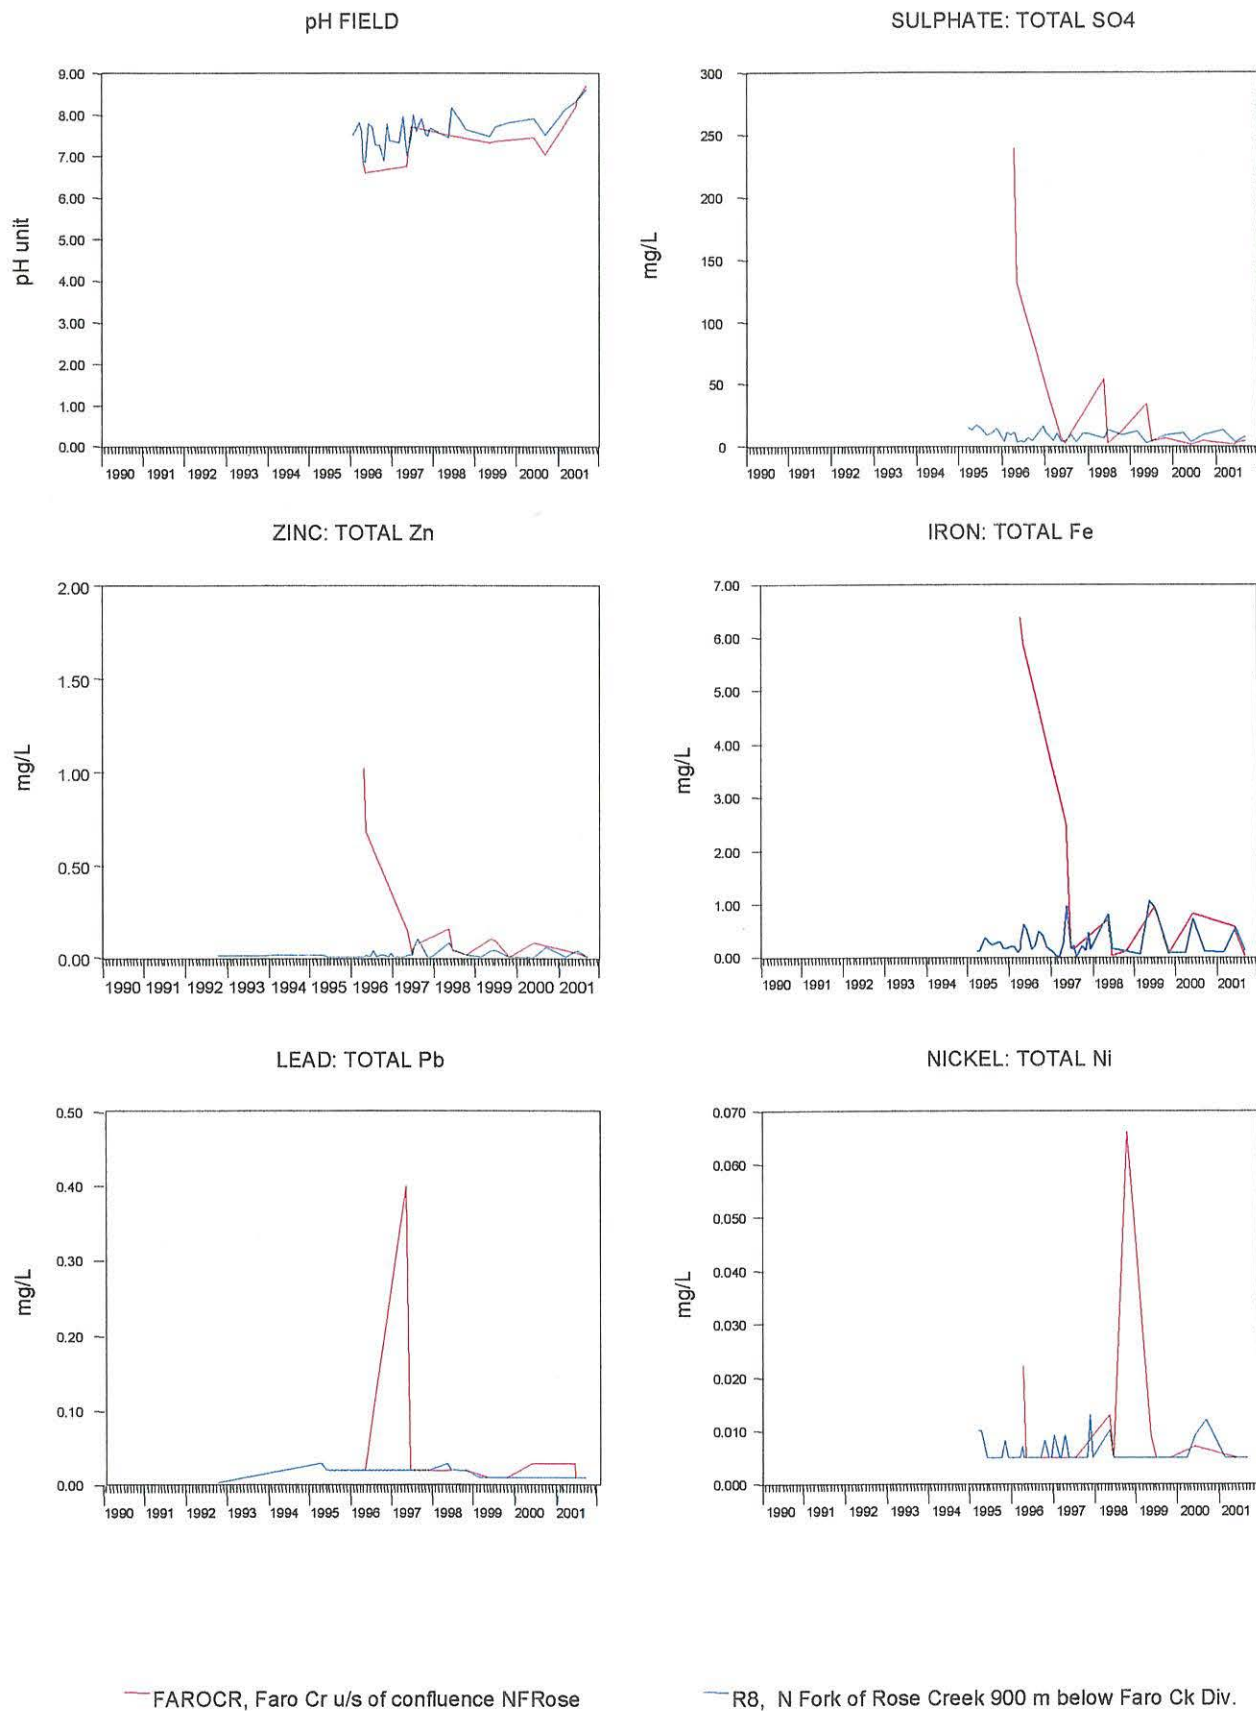 pH FIELD
SULPHATE: TOTAL SO4
9.00
8.00
7.00
6.00
5.00
4.00
3.00
2.00
1.00
0.00
pH unit
1990 1991 1992 1993 1994 1995 1996 1997 1998 1999 2000 2001
300
250
200
150
100
50
0
mg/L
1990 1991 1992 1993 1994 1995 1996 1997 1998 1999 2000 2001
ZINC: TOTAL Zn
IRON: TOTAL Fe
2.00
1.50
1.00
0.50
0.00
mg/L
1990 1991 1992 1993 1994 1995 1996 1997 1998 1999 2000 2001
7.00
6.00
5.00
4.00
3.00
2.00
1.00
0.00
mg/L
1990 1991 1992 1993 1994 1995 1996 1997 1998 1999 2000 2001
LEAD: TOTAL Pb
NICKEL: TOTAL Ni
0.50
0.40
0.30
0.20
0.10
0.00
mg/L
1990 1991 1992 1993 1994 1995 1996 1997 1998 1999 2000 2001
0.070
0.060
0.050
0.040
0.030
0.020
0.010
0.000
mg/L
1990 1991 1992 1993 1994 1995 1996 1997 1998 1999 2000 2001
FAROCR, Faro Cr u/s of confluence NFRose
R8, N Fork of Rose Creek 900 m below Faro Ck Div.